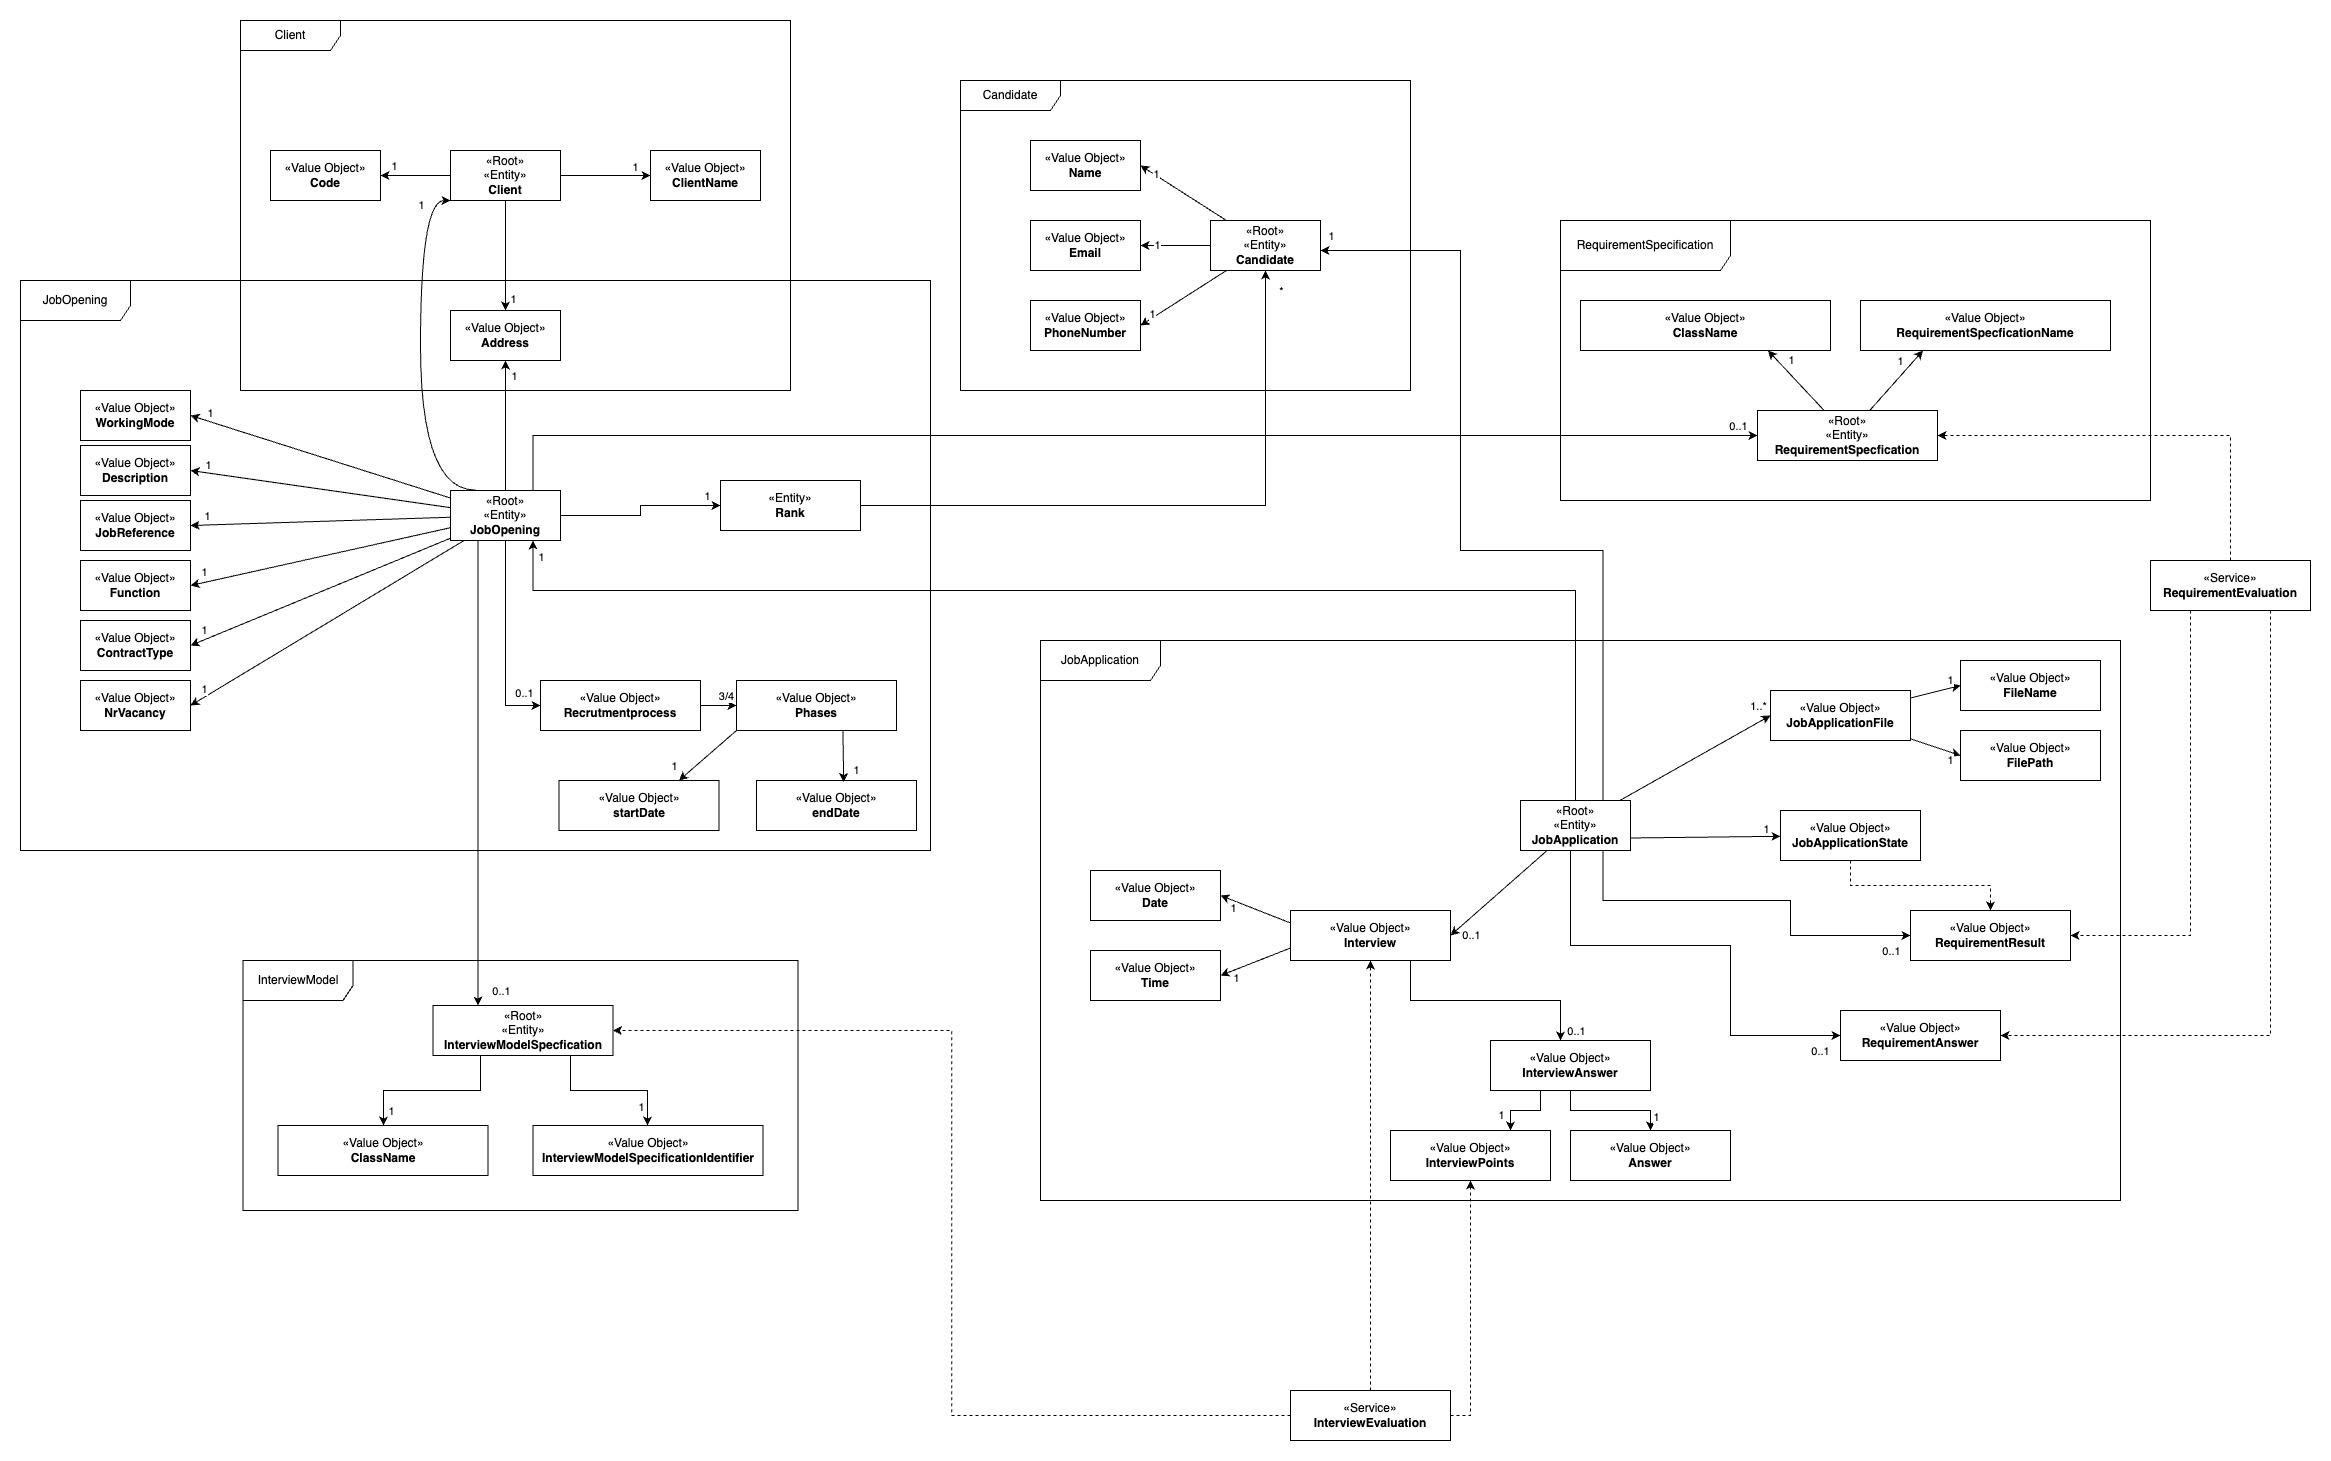 Client
«Value Object»
Code
1
«Root»
«Entity»
Client
1
«Value Object»
ClientName
1
1
«Value Object»
Address
1
JobOpening
«Value Object»
WorkingMode
1
«Value Object»
Description
1
«Value Object»
JobReference
1
«Value Object»
Function
1
«Value Object»
ContractType
1
«Value Object»
NrVacancy
1
«Root»
«Entity»
JobOpening
1
1
«Entity»
Rank
0..1
«Value Object»
Recrutmentprocess
3/4
«Value Object»
Phases
1
1
«Value Object»
startDate
«Value Object»
endDate
Candidate
«Value Object»
Name
1
«Value Object»
Email
1
«Value Object»
PhoneNumber
1
«Root»
«Entity»
Candidate
1
*
RequirementSpecification
«Value Object»
ClassName
«Value Object»
RequirementSpecficationName
1
1
0..1
«Root»
«Entity»
RequirementSpecfication
«Service»
RequirementEvaluation
JobApplication
«Value Object»
FileName
1
1..*
«Value Object»
JobApplicationFile
«Value Object»
FilePath
1
«Root»
«Entity»
JobApplication
1
«Value Object»
JobApplicationState
«Value Object»
Date
1
«Value Object»
Interview
0..1
«Value Object»
RequirementResult
0..1
«Value Object»
Time
1
0..1
«Value Object»
RequirementAnswer
0..1
«Value Object»
InterviewAnswer
1
1
«Value Object»
InterviewPoints
«Value Object»
Answer
InterviewModel
0..1
«Root»
«Entity»
InterviewModelSpecfication
1
1
«Value Object»
ClassName
«Value Object»
InterviewModelSpecificationIdentifier
«Service»
InterviewEvaluation